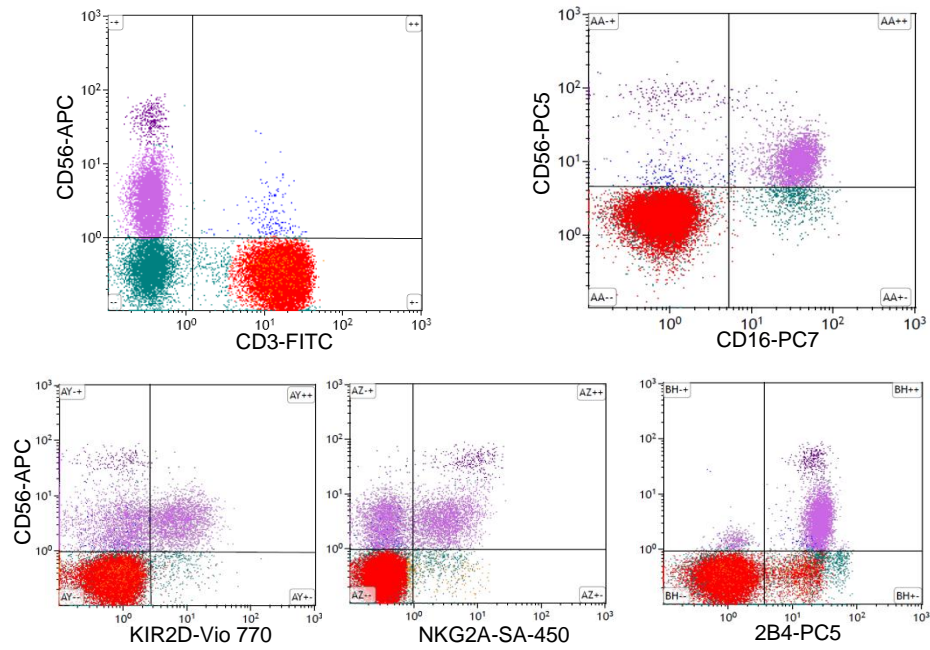 10³
-+
++
10²
10¹
10⁰
--
+-
10⁰
10¹
10²
10³
CD56-APC
CD3-FITC
10³
AA-+
AA++
10²
10¹
10⁰
AA--
AA+-
10⁰
10¹
10²
10³
CD56-PC5
CD16-PC7
10³
AY-+
AY++
10²
10¹
10⁰
AY--
AY+-
10⁰
10¹
10²
10³
CD56-APC
KIR2D-Vio 770
10³
AZ-+
AZ++
10²
10¹
10⁰
AZ--
AZ+-
10⁰
10¹
10²
10³
NKG2A-SA-450
10³
BH-+
BH++
10²
10¹
10⁰
BH--
BH+-
10⁰
10¹
10²
10³
2B4-PC5